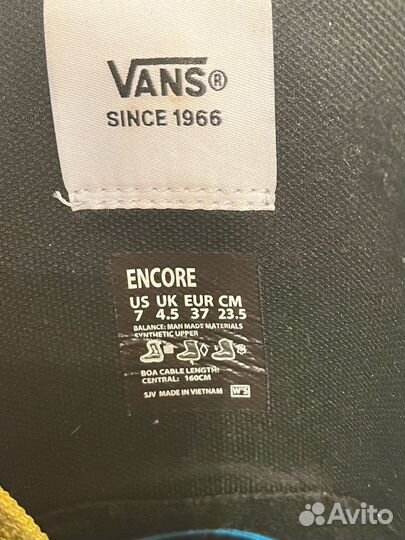 VANS®
SINCE 1966
ENCORE
US UK EUR CM
7 4.5 37 23.5
BALANCE: MAN MADE MATERIALS
SYNTHETIC UPPER
BOA CABLE LENGTH:
CENTRAL: 160CM
SJV MADE IN VIETNAM W'S
Avito